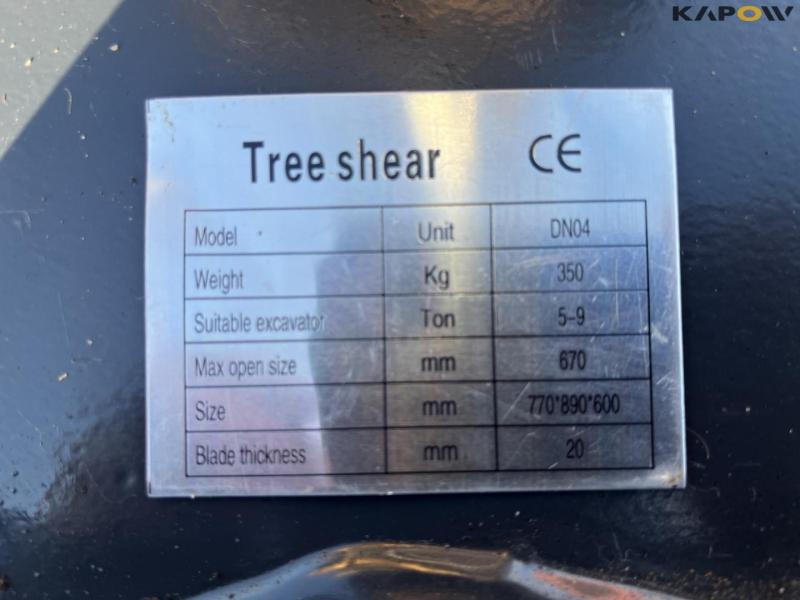 KAPOW
Tree shear CE
Model Unit DN04
Weight Kg 350
Suitable excavator Ton 5-9
Max open size mm 670
Size mm 770*890*600
Blade thickness mm 20